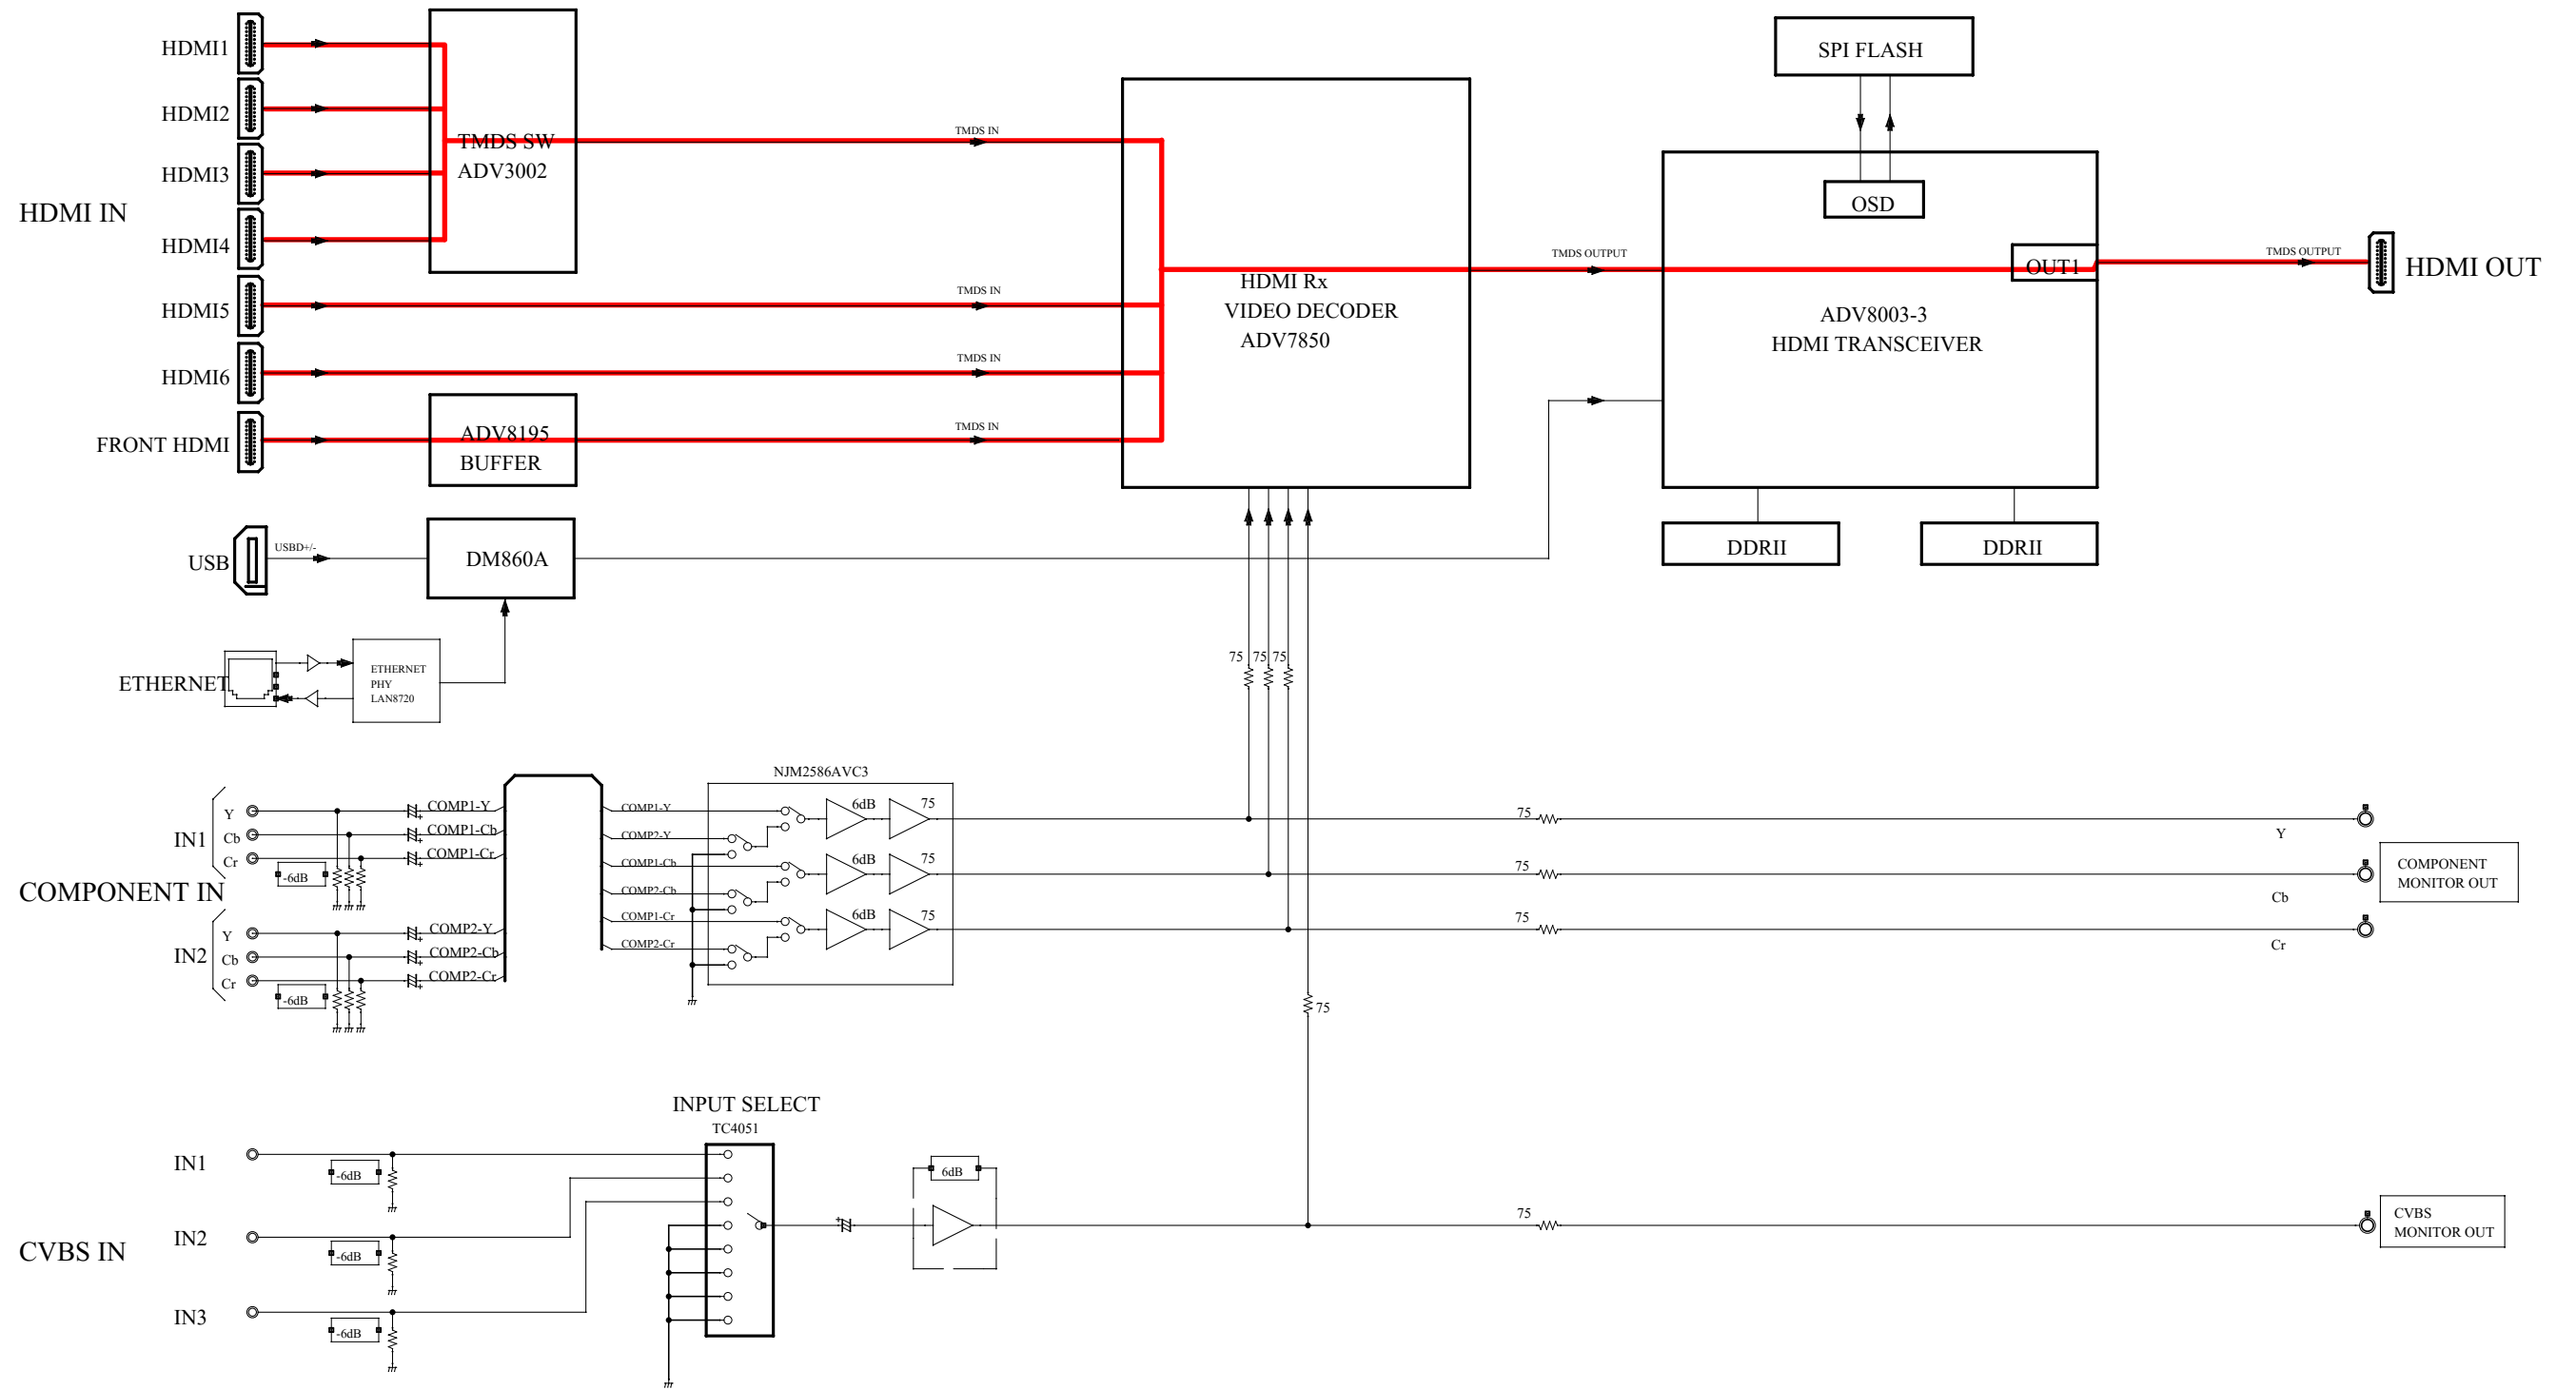 HDMI IN
HDMI1
HDMI2
HDMI3
HDMI4
HDMI5
HDMI6
FRONT HDMI
TMDS SW
ADV3002
ADV8195
BUFFER
TMDS IN
TMDS IN
TMDS IN
TMDS IN
HDMI Rx
VIDEO DECODER
ADV7850
TMDS OUTPUT
SPI FLASH
OSD
OUT1
ADV8003-3
HDMI TRANSCEIVER
TMDS OUTPUT
HDMI OUT
DDRII
DDRII
USB
USBD+/-
DM860A
ETHERNET
ETHERNET
PHY
LAN8720
75
75
75
COMPONENT IN
IN1
Y
Cb
Cr
-6dB
COMP1-Y
COMP1-Cb
COMP1-Cr
IN2
Y
Cb
Cr
-6dB
COMP2-Y
COMP2-Cb
COMP2-Cr
NJM2586AVC3
COMP1-Y
COMP2-Y
COMP1-Cb
COMP2-Cb
COMP1-Cr
COMP2-Cr
6dB
75
6dB
75
6dB
75
75
75
75
Y
Cb
Cr
COMPONENT
MONITOR OUT
75
CVBS IN
IN1
-6dB
IN2
-6dB
IN3
-6dB
INPUT SELECT
TC4051
6dB
75
CVBS
MONITOR OUT